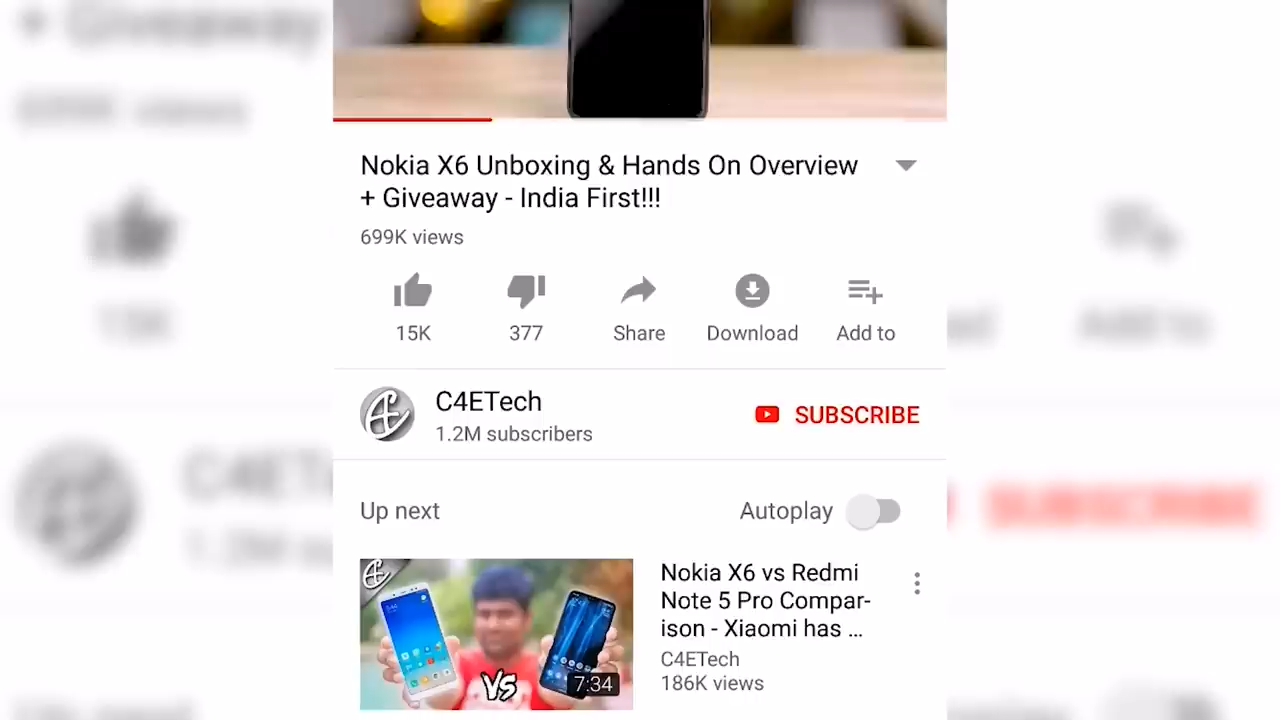 Nokia X6 Unboxing & Hands On Overview
+ Giveaway - India First!!!
699K views
15K
377
Share
Download
Add to
C4ETech
1.2M subscribers
SUBSCRIBE
Up next
Autoplay
VS
7:34
Nokia X6 vs Redmi
Note 5 Pro Compar-
ison - Xiaomi has ...
C4ETech
186K views